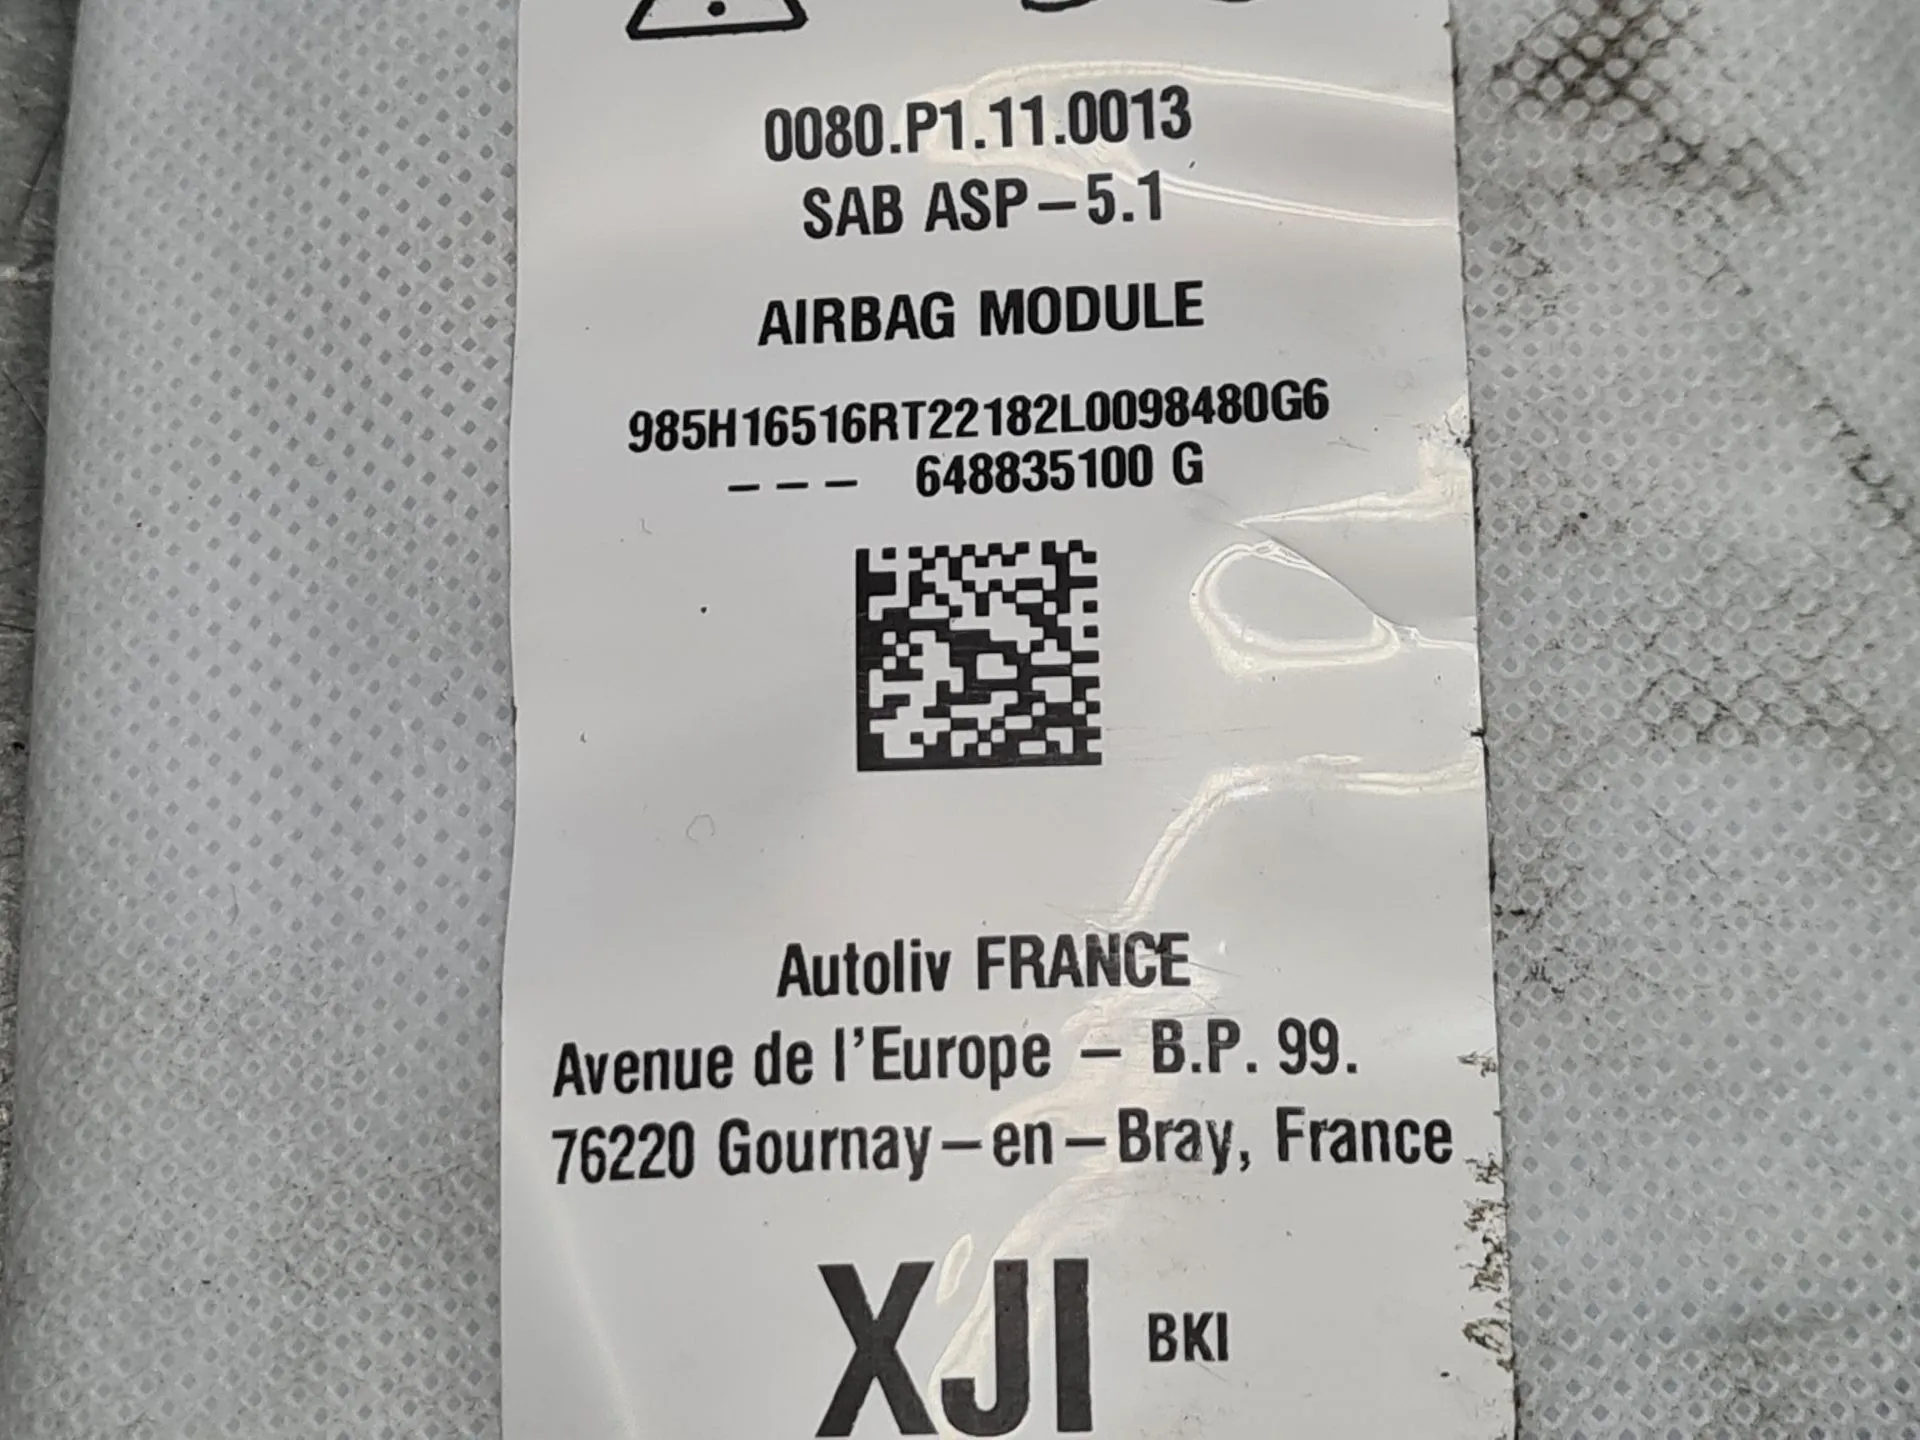 0080.P1.11.0013
SAB ASP-5.1
AIRBAG MODULE
985H16516RT22182L0098480G6
--- 648835100 G
Autoliv FRANCE
Avenue de l'Europe - B.P. 99.
76220 Gournay-en-Bray, France
XJI BKI